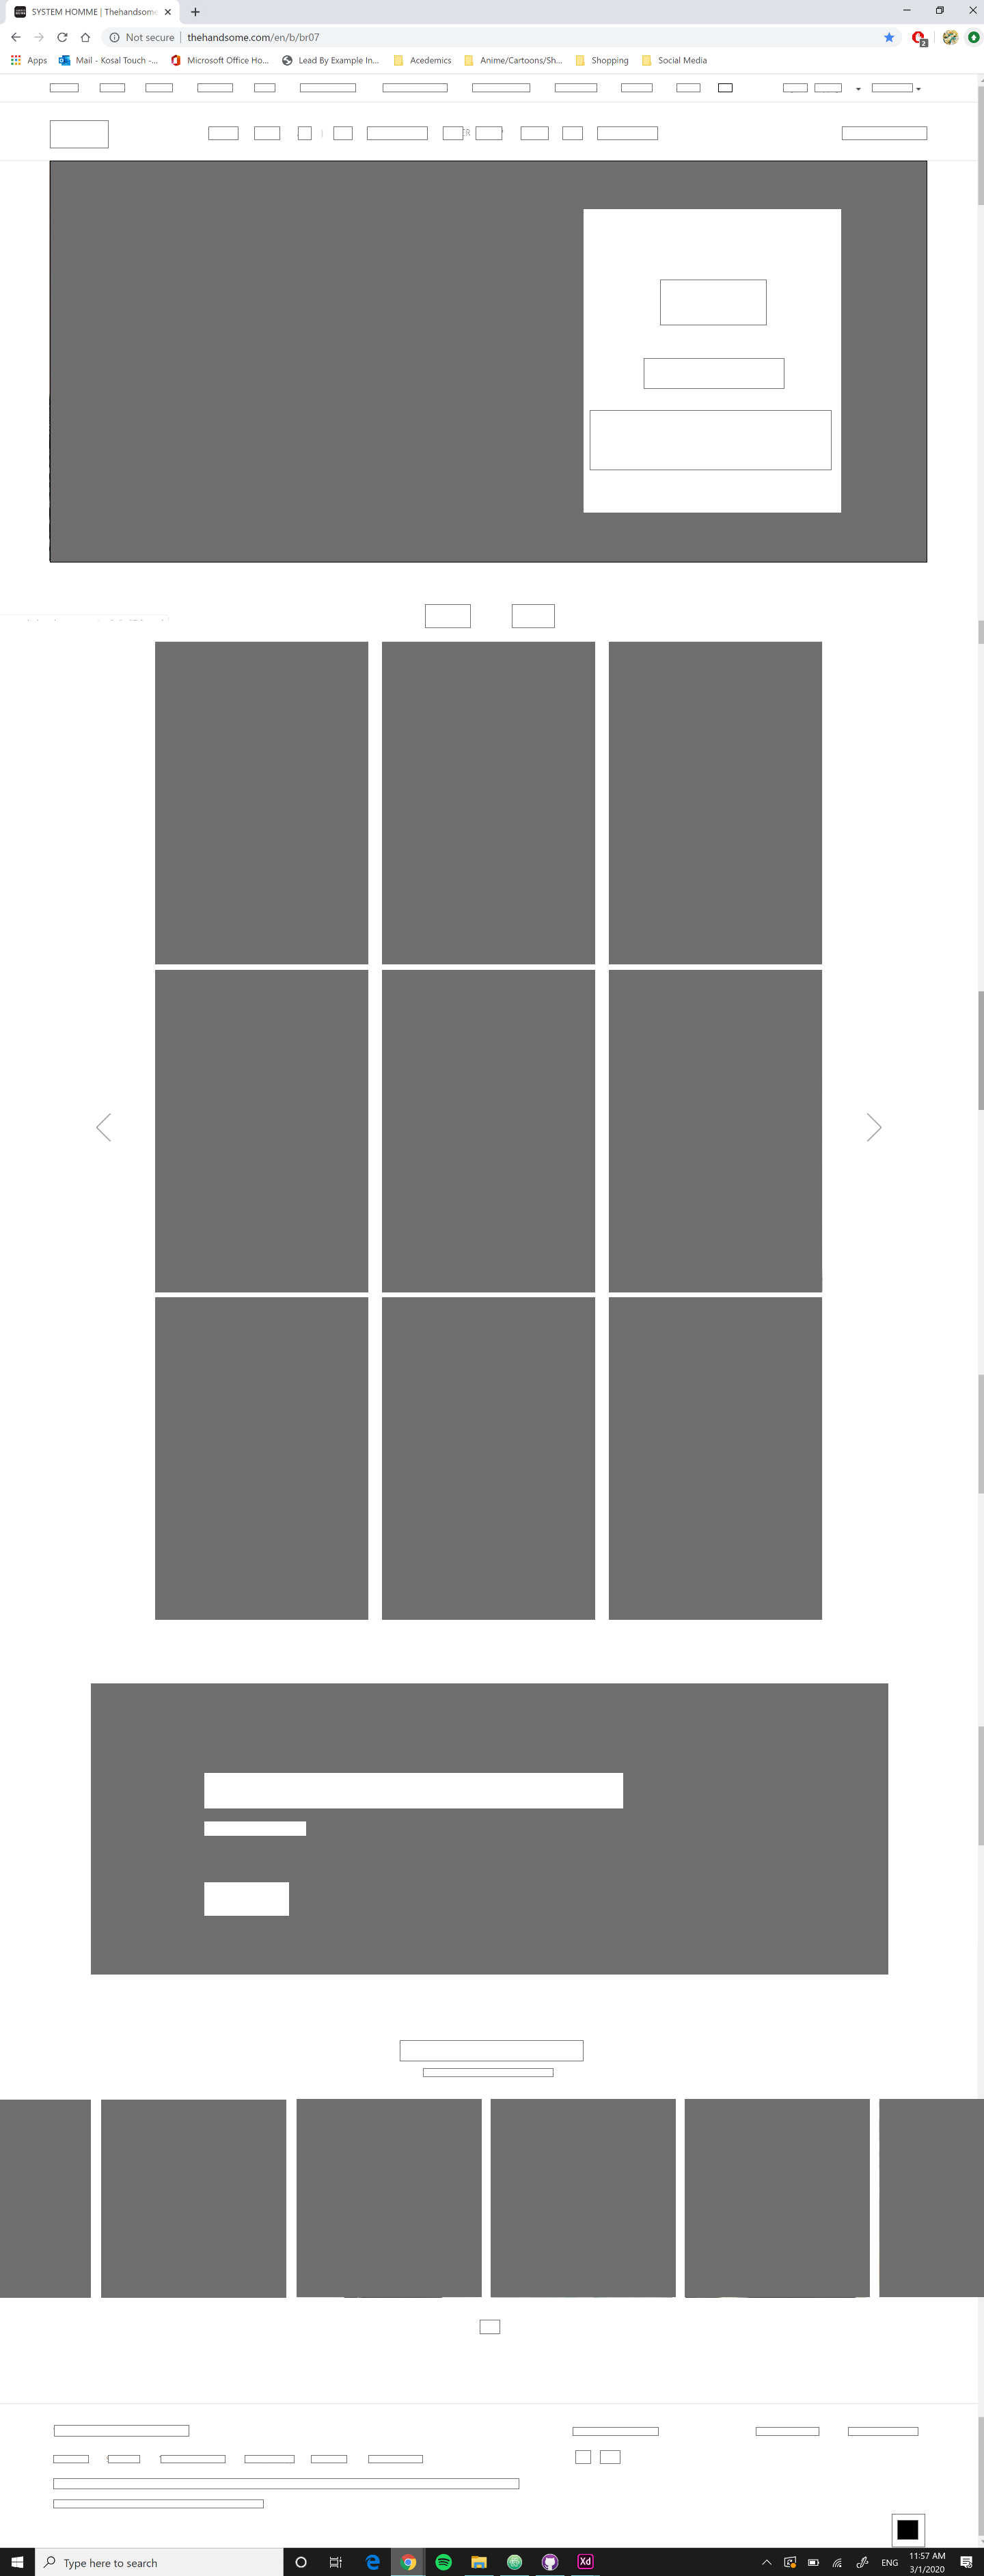 SYSTEM HOMME | Thehandsome
Not secure | thehandsome.com/en/b/br07
2
Apps Mail - Kosal Touch -... Microsoft Office Ho... Lead By Example In... Acedemics Anime/Cartoons/Sh... Shopping Social Media
Type here to search
Xd
ENG
11:57 AM
3/1/2020